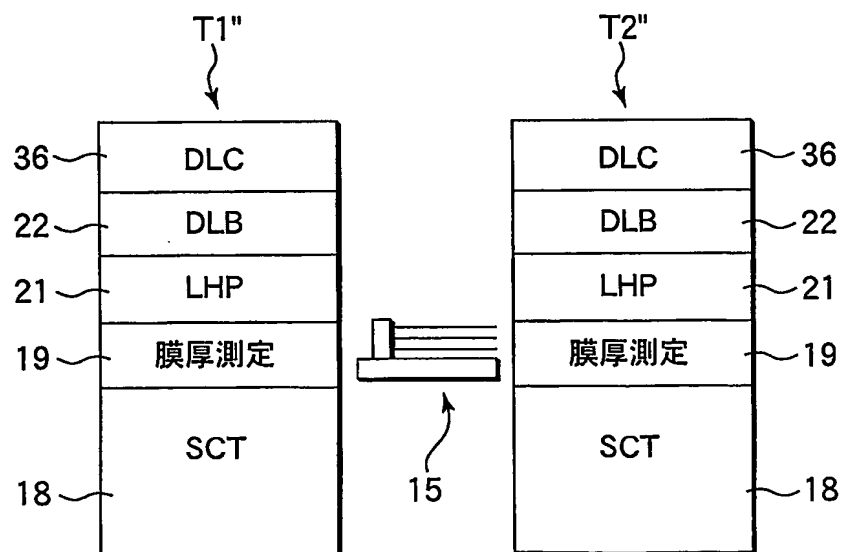 T1" T2"
36 DLC DLC 36
22 DLB DLB 22
21 LHP LHP 21
19 膜厚測定 膜厚測定 19
SCT SCT
18 15 18